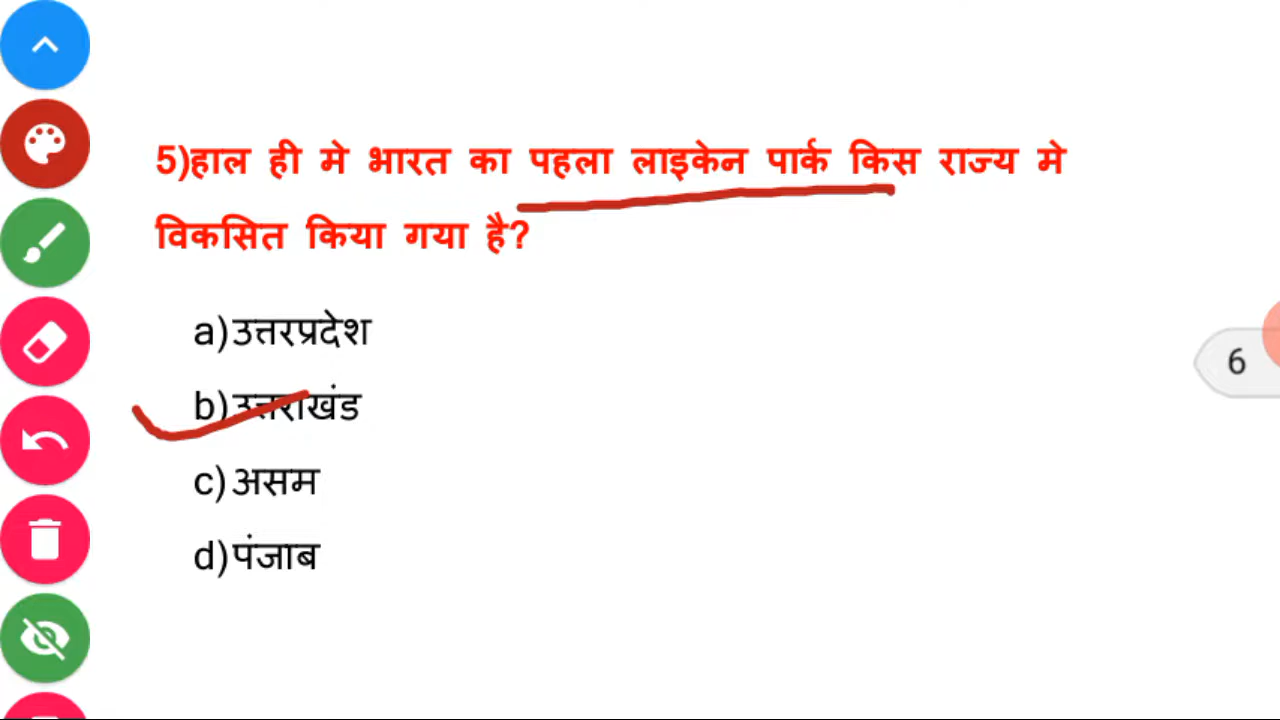 5)हाल ही मे भारत का पहला लाइकेन पार्क किस राज्य मे
विकसित किया गया है?
a)उत्तरप्रदेश
b)उत्तराखंड
c)असम
d)पंजाब
6